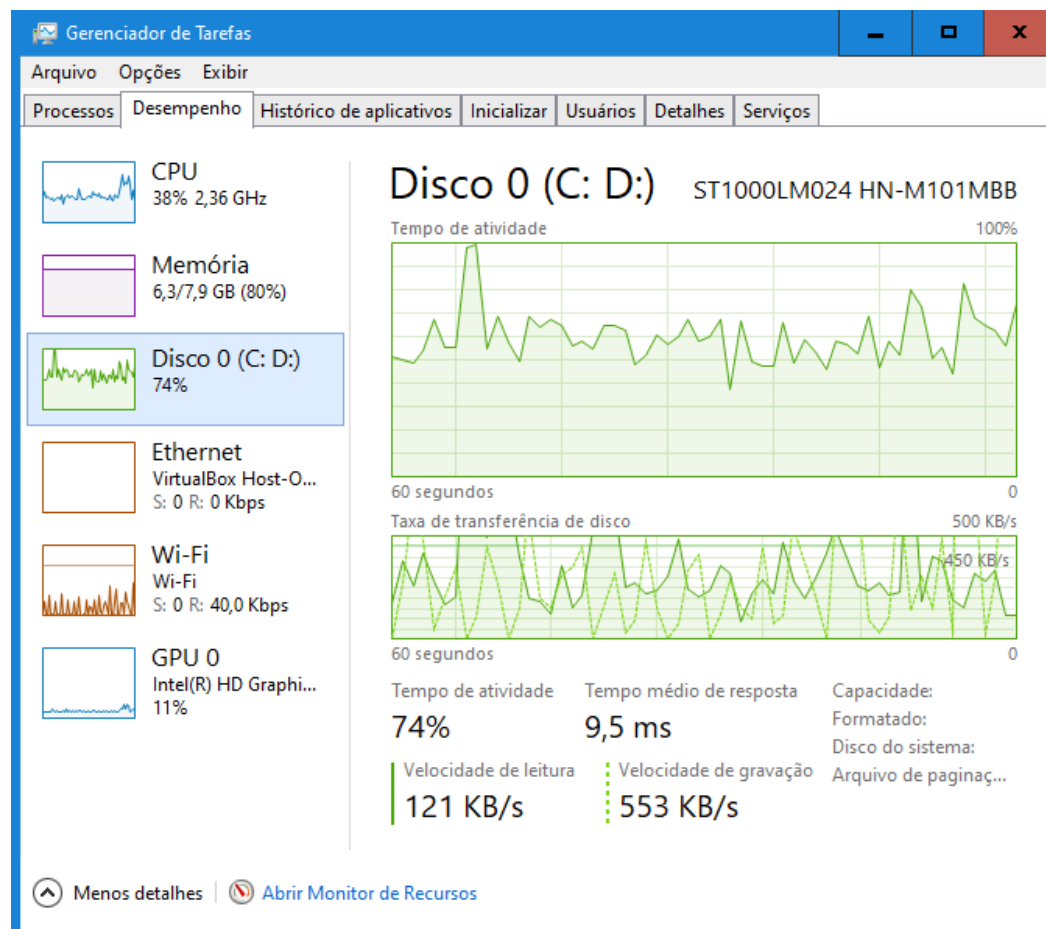 Gerenciador de Tarefas
Arquivo Opções Exibir
Processos Desempenho Histórico de aplicativos Inicializar Usuários Detalhes Serviços
CPU
38% 2,36 GHz
Memória
6,3/7,9 GB (80%)
Disco 0 (C: D:)
74%
Ethernet
VirtualBox Host-O...
S: 0 R: 0 Kbps
Wi-Fi
Wi-Fi
S: 0 R: 40,0 Kbps
GPU 0
Intel(R) HD Graphi...
11%
Disco 0 (C: D:) ST1000LM024 HN-M101MBB
Tempo de atividade 100%
60 segundos 0
Taxa de transferência de disco 500 KB/s
450 KB/s
60 segundos 0
Tempo de atividade
74%
Tempo médio de resposta
9,5 ms
Velocidade de leitura
121 KB/s
Velocidade de gravação
553 KB/s
Capacidade:
Formatado:
Disco do sistema:
Arquivo de paginaç...
Menos detalhes Abrir Monitor de Recursos